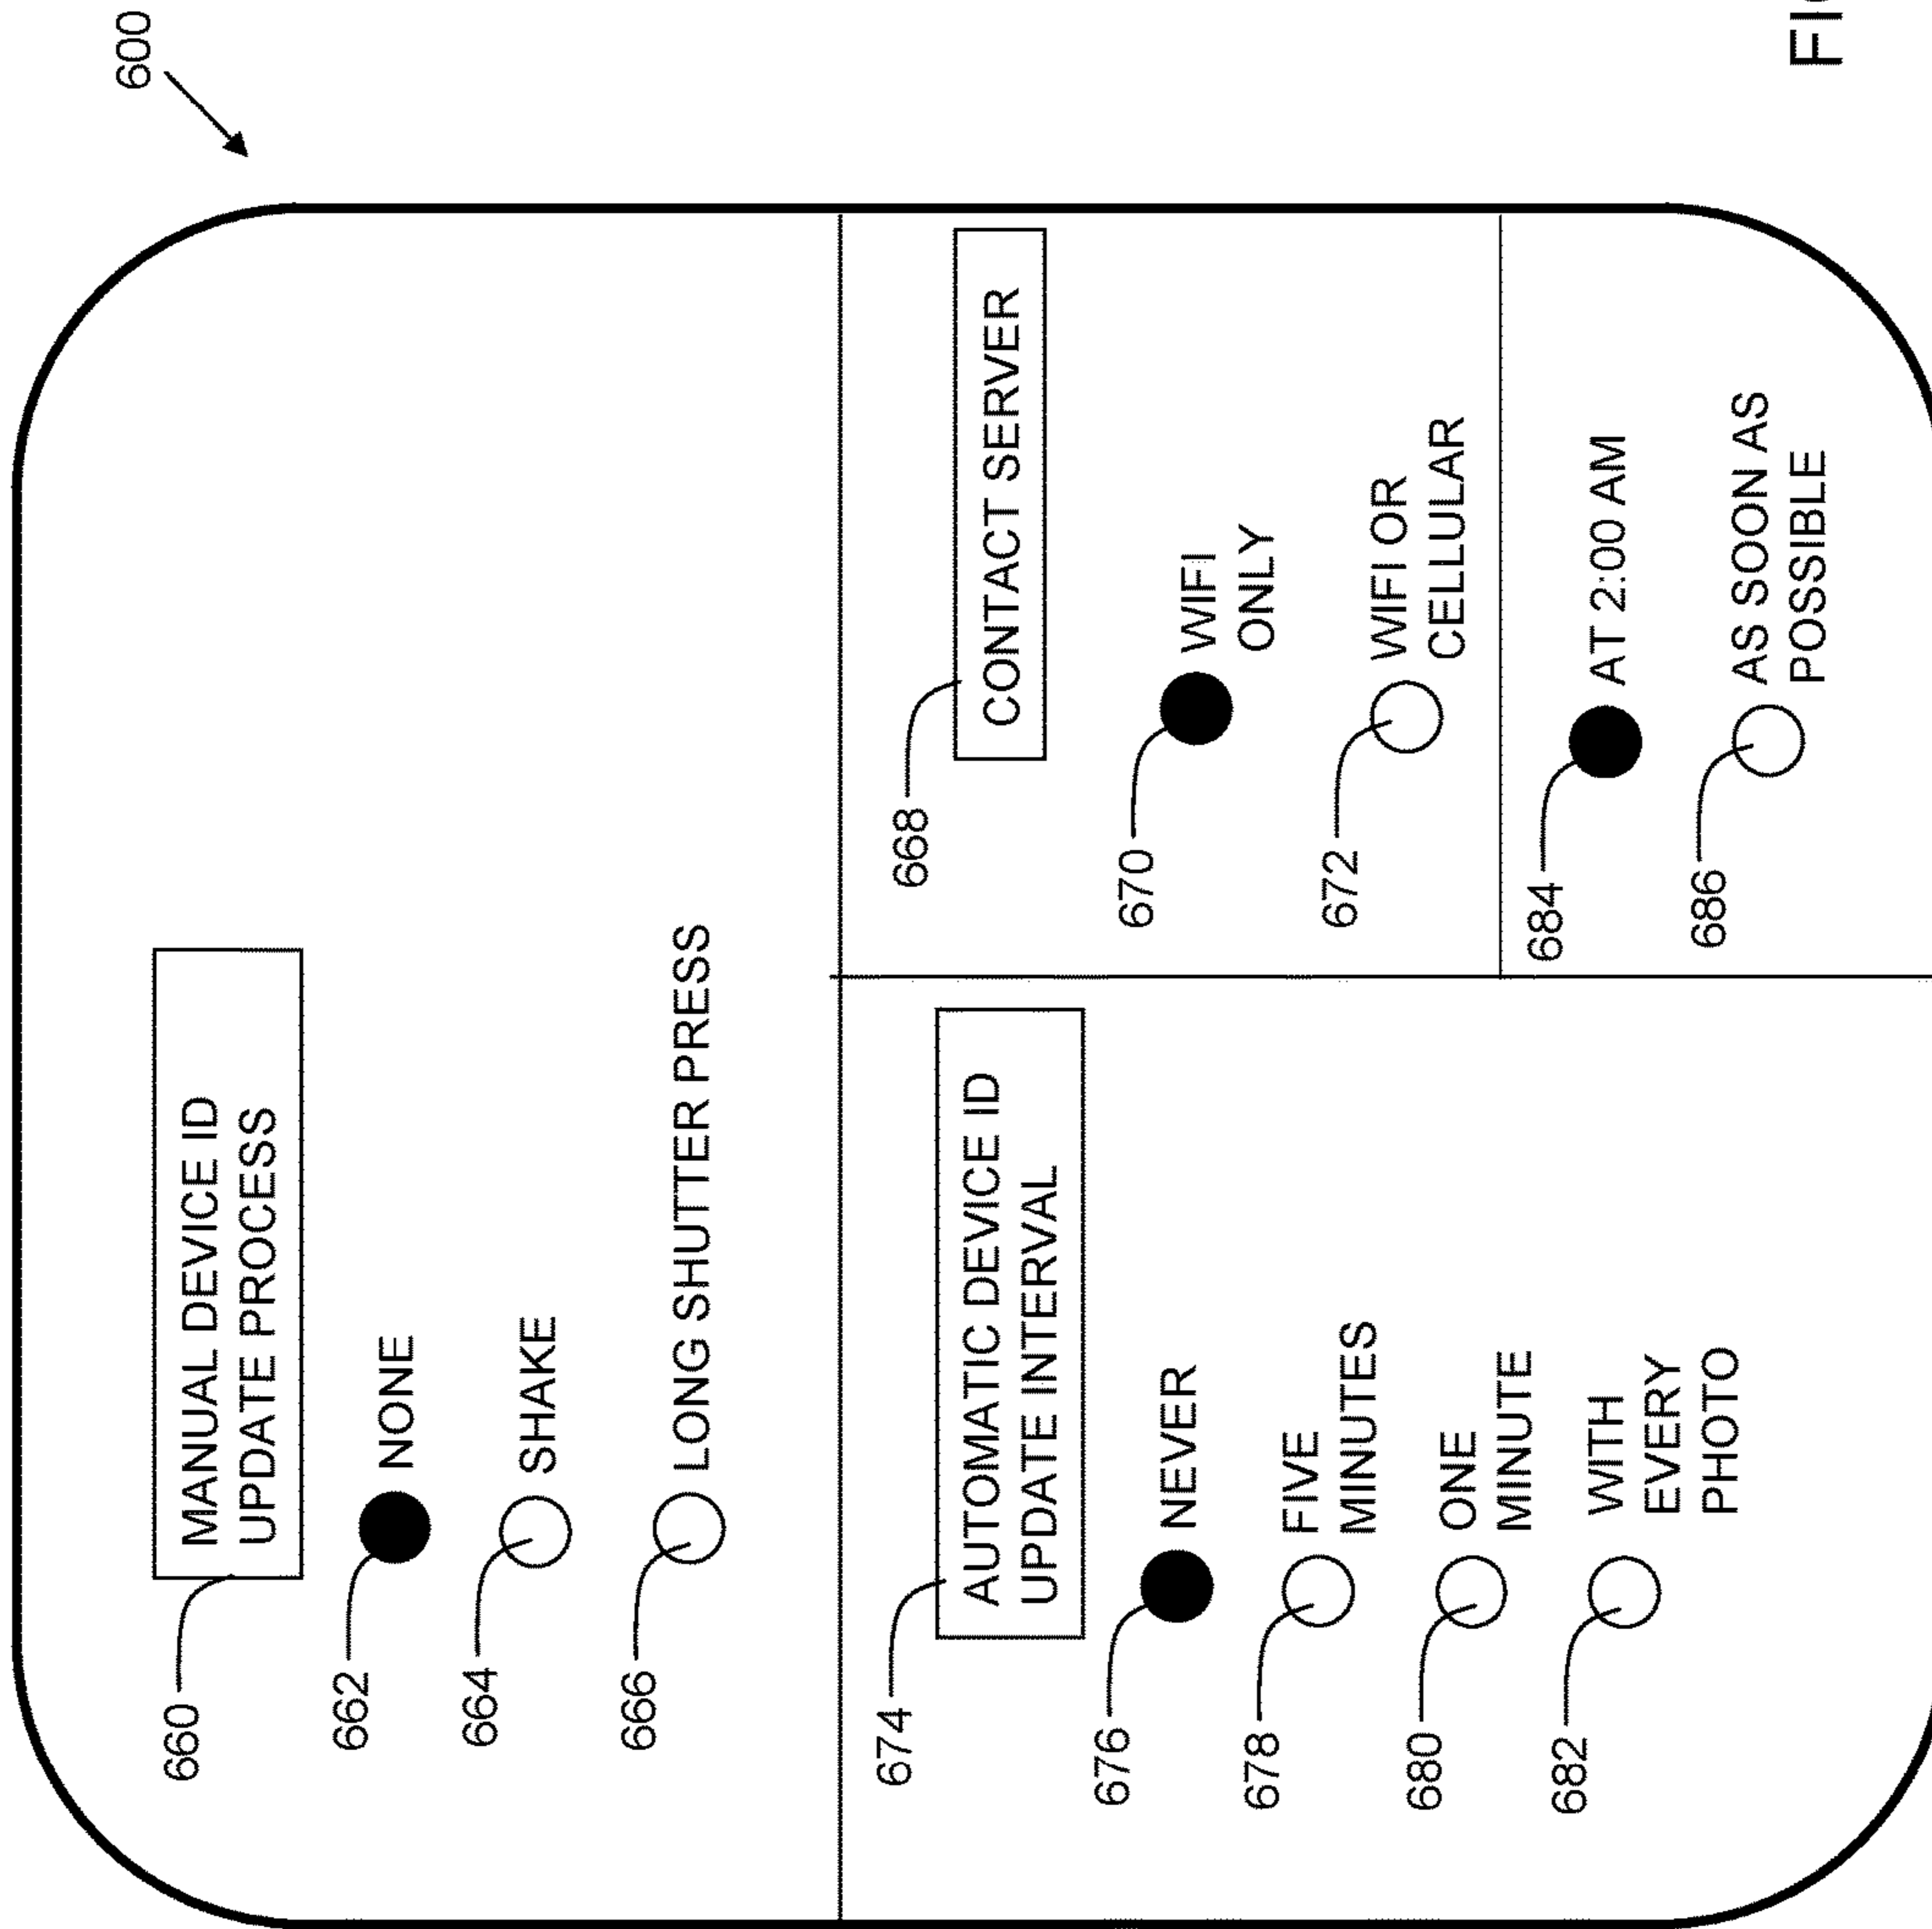 600
660
MANUAL DEVICE ID
UPDATE PROCESS
662 NONE
664 SHAKE
666 LONG SHUTTER PRESS
674
AUTOMATIC DEVICE ID
UPDATE INTERVAL
676 NEVER
678 FIVE
MINUTES
680 ONE
MINUTE
682 WITH
EVERY
PHOTO
668
CONTACT SERVER
670 WIFI
ONLY
672 WIFI OR
CELLULAR
684 AT 2:00 AM
686 AS SOON AS
POSSIBLE